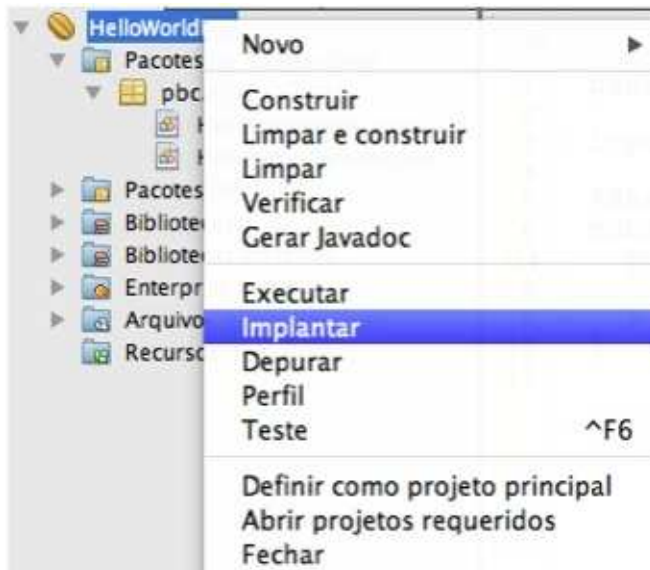 HelloWorld
Pacotes
pbc.
Pacotes
Bibliote
Bibliote
Enterpr
Arquivo
Recurso
Novo
Construir
Limpar e construir
Limpar
Verificar
Gerar Javadoc
Executar
Implantar
Depurar
Perfil
Teste ^F6
Definir como projeto principal
Abrir projetos requeridos
Fechar